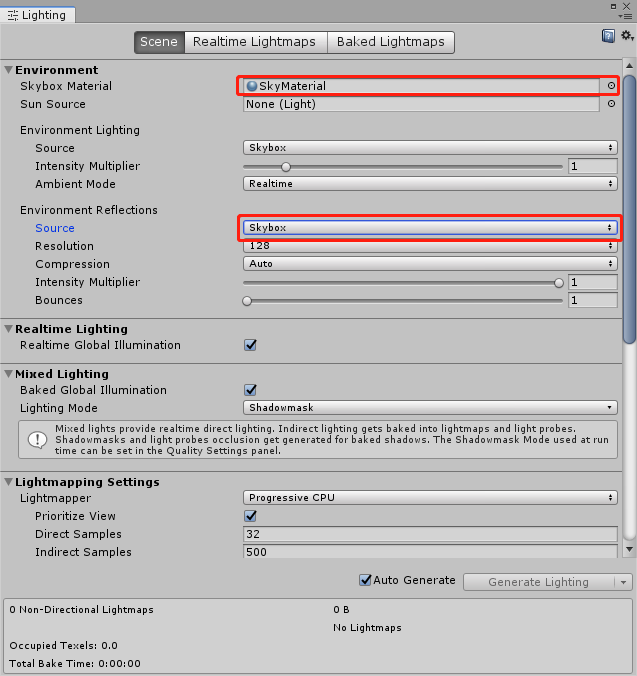 Lighting
Scene Realtime Lightmaps Baked Lightmaps
Environment
Skybox Material SkyMaterial
Sun Source None (Light)
Environment Lighting
Source Skybox
Intensity Multiplier 1
Ambient Mode Realtime
Environment Reflections
Source Skybox
Resolution 128
Compression Auto
Intensity Multiplier 1
Bounces 1
Realtime Lighting
Realtime Global Illumination
Mixed Lighting
Baked Global Illumination
Lighting Mode Shadowmask
Mixed lights provide realtime direct lighting. Indirect lighting gets baked into lightmaps and light probes.
Shadowmasks and light probes occlusion get generated for baked shadows. The Shadowmask Mode used at run
time can be set in the Quality Settings panel.
Lightmapping Settings
Lightmapper Progressive CPU
Prioritize View
Direct Samples 32
Indirect Samples 500
Auto Generate Generate Lighting
0 Non-Directional Lightmaps 0 B
No Lightmaps
Occupied Texels: 0.0
Total Bake Time: 0:00:00